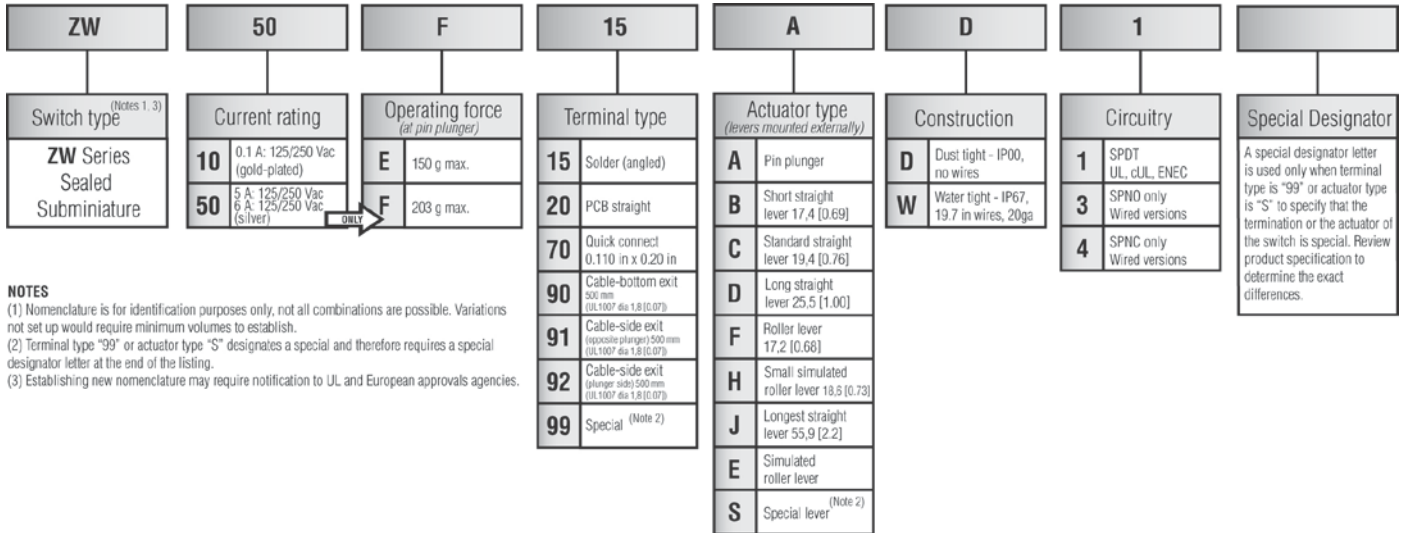 ZW
50
F
15
A
D
1
Switch type (Notes 1, 3)
ZW Series
Sealed
Subminiature
Current rating
10 0.1 A: 125/250 Vac
(gold-plated)
50 5 A: 125/250 Vac
6 A: 125/250 Vac
(silver)
ONLY
Operating force
(at pin plunger)
E 150 g max.
F 203 g max.
Terminal type
15 Solder (angled)
20 PCB straight
70 Quick connect
0.110 in x 0.20 in
90 Cable-bottom exit
500 mm
(UL1007 dia 1,8 [0.07])
91 Cable-side exit
(opposite plunger) 500 mm
(UL1007 dia 1,8 [0.07])
92 Cable-side exit
(plunger side) 500 mm
(UL1007 dia 1,8 [0.07])
99 Special (Note 2)
Actuator type
(levers mounted externally)
A Pin plunger
B Short straight
lever 17,4 [0.69]
C Standard straight
lever 19,4 [0.76]
D Long straight
lever 25,5 [1.00]
F Roller lever
17,2 [0.68]
H Small simulated
roller lever 18,6 [0.73]
J Longest straight
lever 55,9 [2.2]
E Simulated
roller lever
S Special lever (Note 2)
Construction
D Dust tight - IP00,
no wires
W Water tight - IP67,
19.7 in wires, 20ga
Circuitry
1 SPDT
UL, cUL, ENEC
3 SPNO only
Wired versions
4 SPNC only
Wired versions
Special Designator
A special designator letter
is used only when terminal
type is “99” or actuator type
is “S” to specify that the
termination or the actuator of
the switch is special. Review
product specification to
determine the exact
differences.
NOTES
(1) Nomenclature is for identification purposes only, not all combinations are possible. Variations
not set up would require minimum volumes to establish.
(2) Terminal type “99” or actuator type “S” designates a special and therefore requires a special
designator letter at the end of the listing.
(3) Establishing new nomenclature may require notification to UL and European approvals agencies.